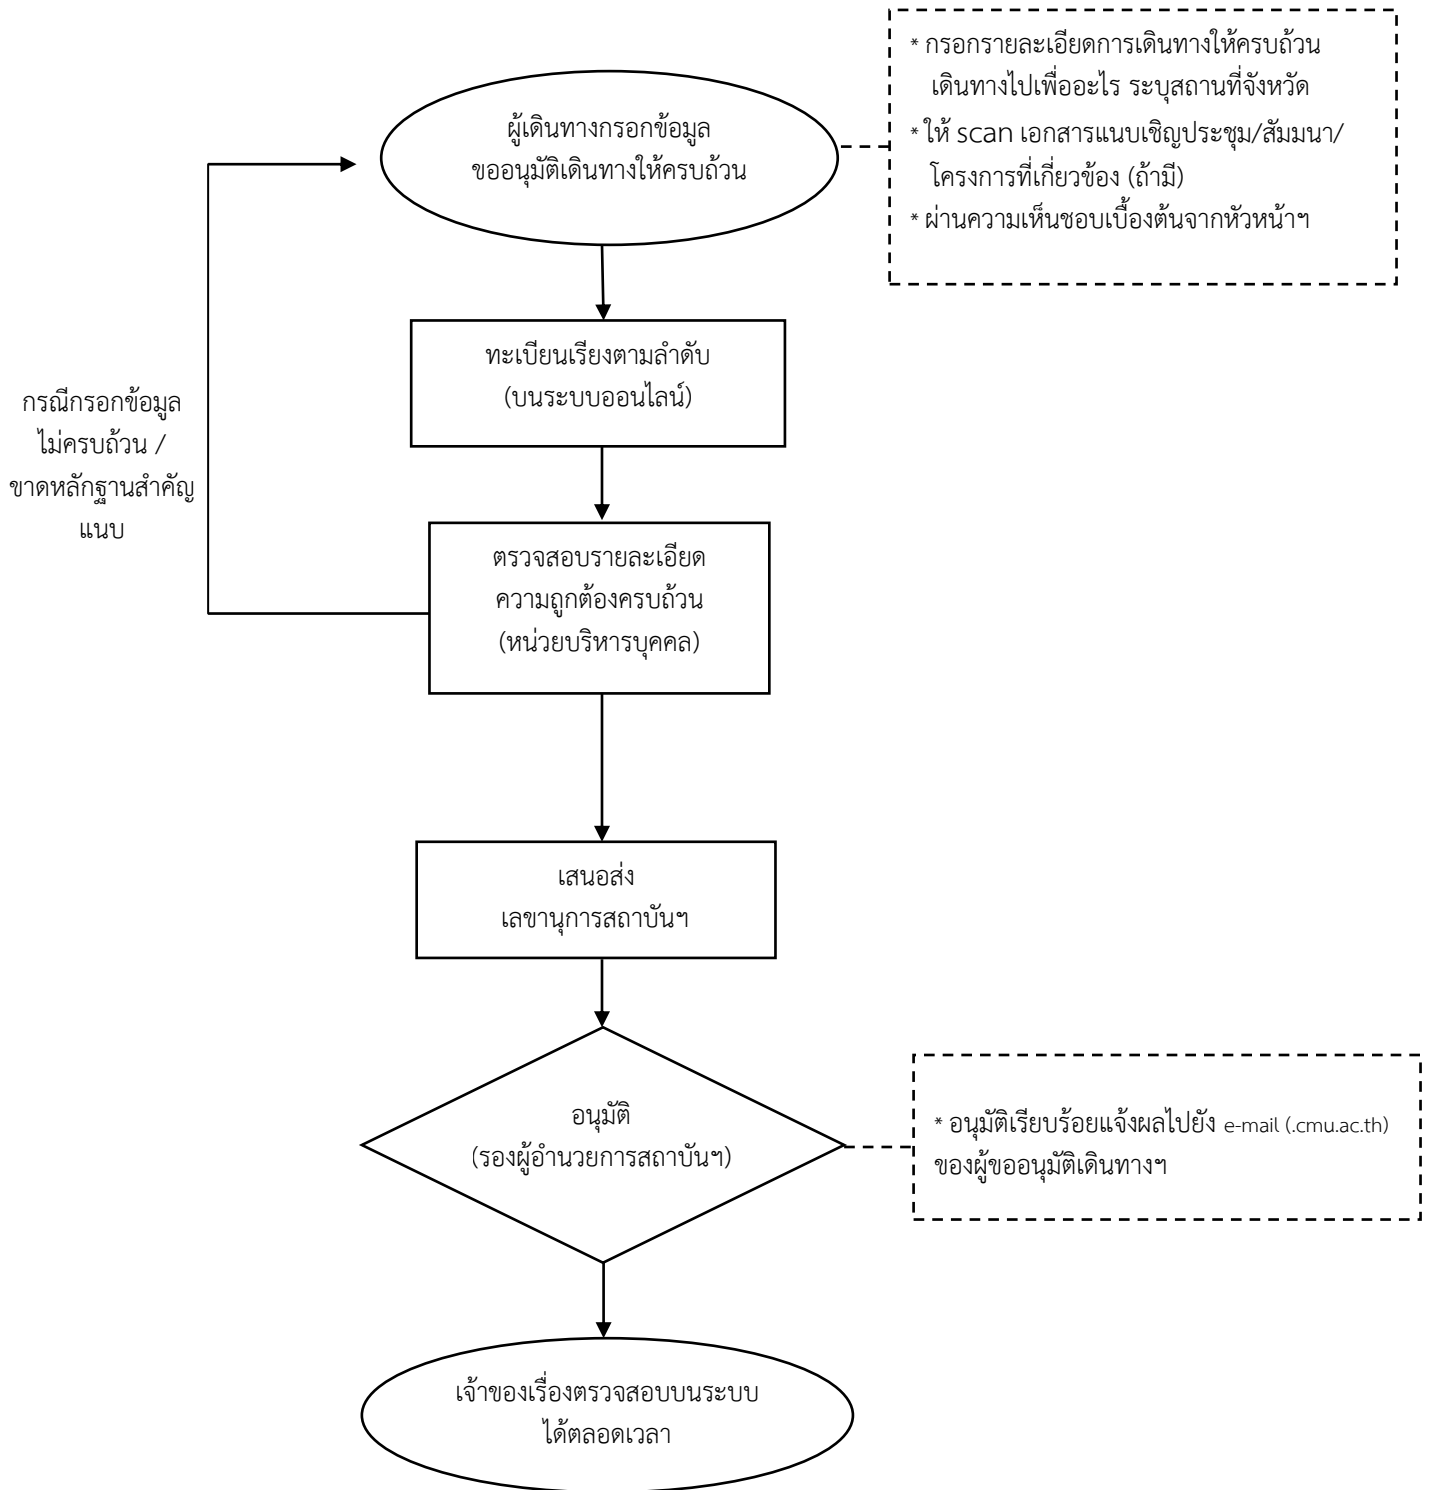 * กรอกรายละเอียดการเดินทางให้ครบถ้วน
เดินทางไปเพื่ออะไร ระบุสถานที่จังหวัด
* ให้ scan เอกสารแนบเชิญประชุม/สัมมนา/
โครงการที่เกี่ยวข้อง (ถ้ามี)
* ผ่านความเห็นชอบเบื้องต้นจากหัวหน้าฯ
ผู้เดินทางกรอกข้อมูล
ขออนุมัติเดินทางให้ครบถ้วน
ทะเบียนเรียงตามลำดับ
(บนระบบออนไลน์)
กรณีกรอกข้อมูล
ไม่ครบถ้วน /
ขาดหลักฐานสำคัญ
แนบ
ตรวจสอบรายละเอียด
ความถูกต้องครบถ้วน
(หน่วยบริหารบุคคล)
เสนอส่ง
เลขานุการสถาบันฯ
อนุมัติ
(รองผู้อำนวยการสถาบันฯ)
* อนุมัติเรียบร้อยแจ้งผลไปยัง e-mail (.cmu.ac.th)
ของผู้ขออนุมัติเดินทางฯ
เจ้าของเรื่องตรวจสอบบนระบบ
ได้ตลอดเวลา